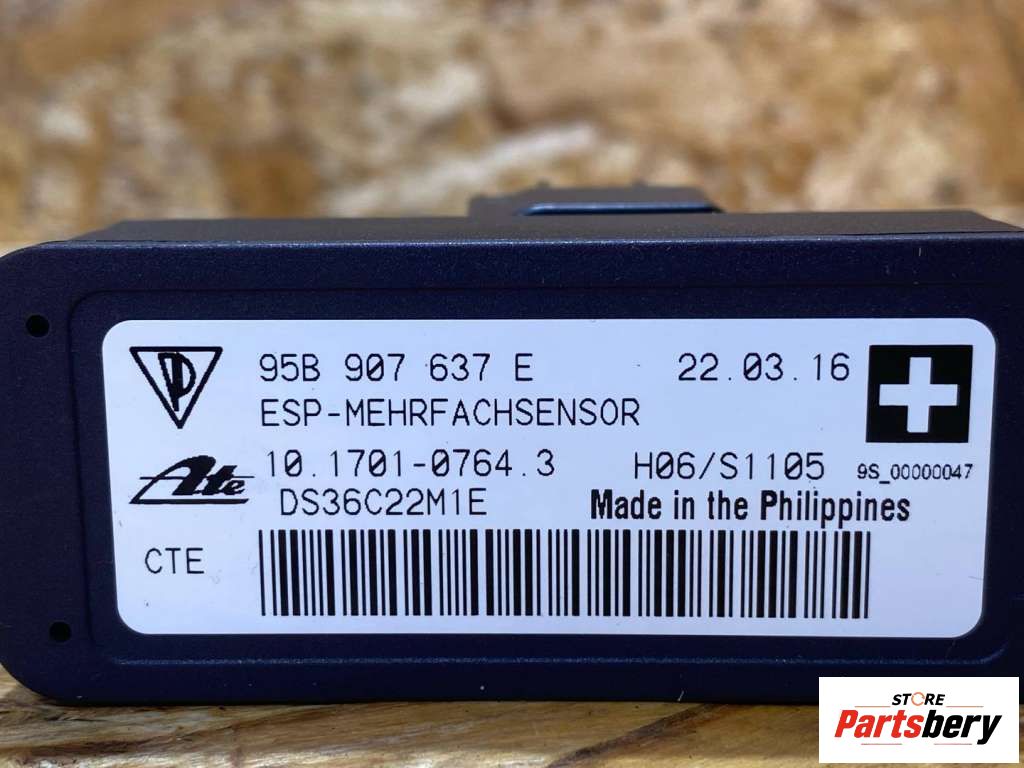 95B 907 637 E 22.03.16
ESP-MEHRFACHSENSOR
Ate 10.1701-0764.3 H06/S1105 9S_00000047
DS36C22M1E Made in the Philippines
CTE
STORE
Partsbery